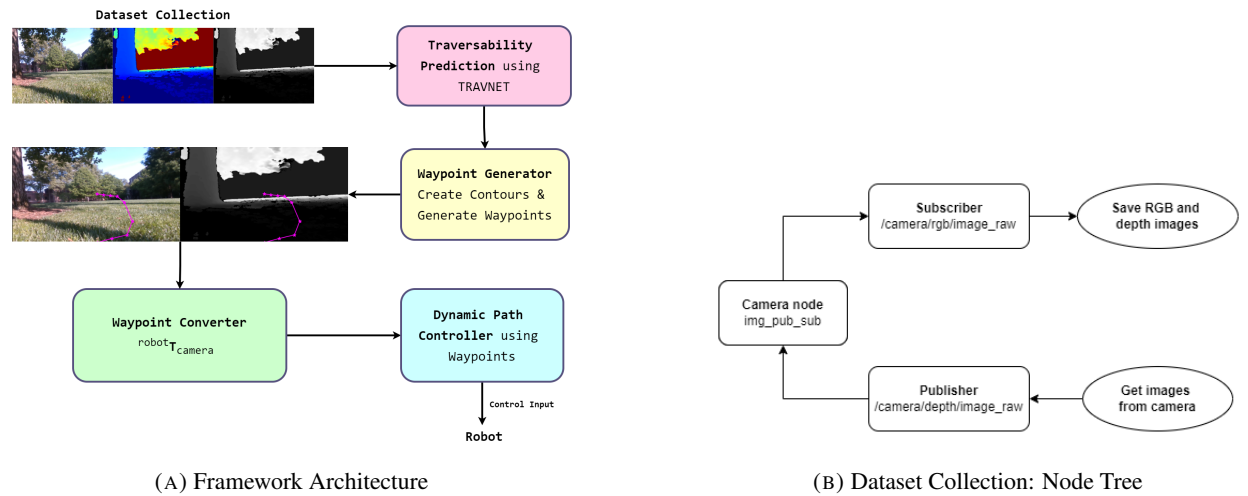 Dataset Collection
Traversability
Prediction using
TRAVNET
Waypoint Generator
Create Contours &
Generate Waypoints
Waypoint Converter
robotTcamera
Dynamic Path
Controller using
Waypoints
Control Input
Robot
(A) Framework Architecture
Subscriber
/camera/rgb/image_raw
Save RGB and
depth images
Camera node
img_pub_sub
Publisher
/camera/depth/image_raw
Get images
from camera
(B) Dataset Collection: Node Tree